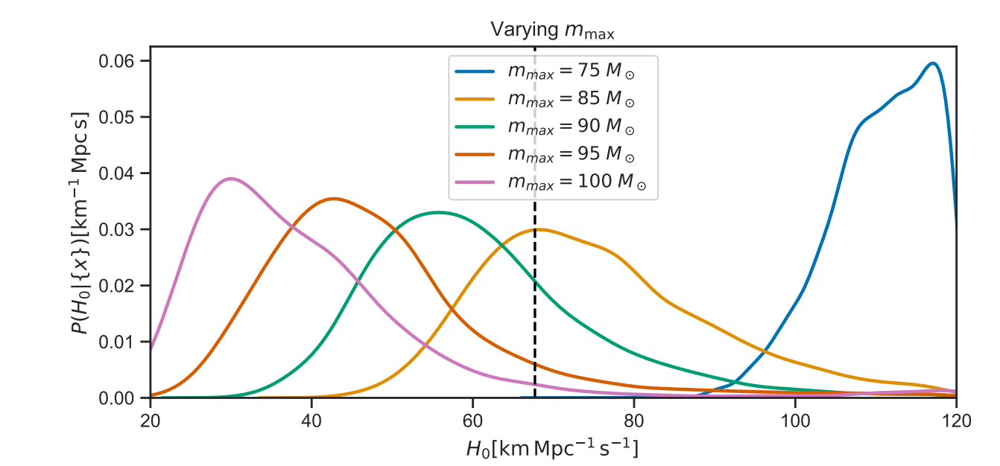 Varying m_max
m_max = 75 M_⊙
m_max = 85 M_⊙
m_max = 90 M_⊙
m_max = 95 M_⊙
m_max = 100 M_⊙
P(H₀|{x})[km⁻¹ Mpc s]
0.06
0.05
0.04
0.03
0.02
0.01
0.00
20 40 60 80 100 120
H₀[km Mpc⁻¹ s⁻¹]